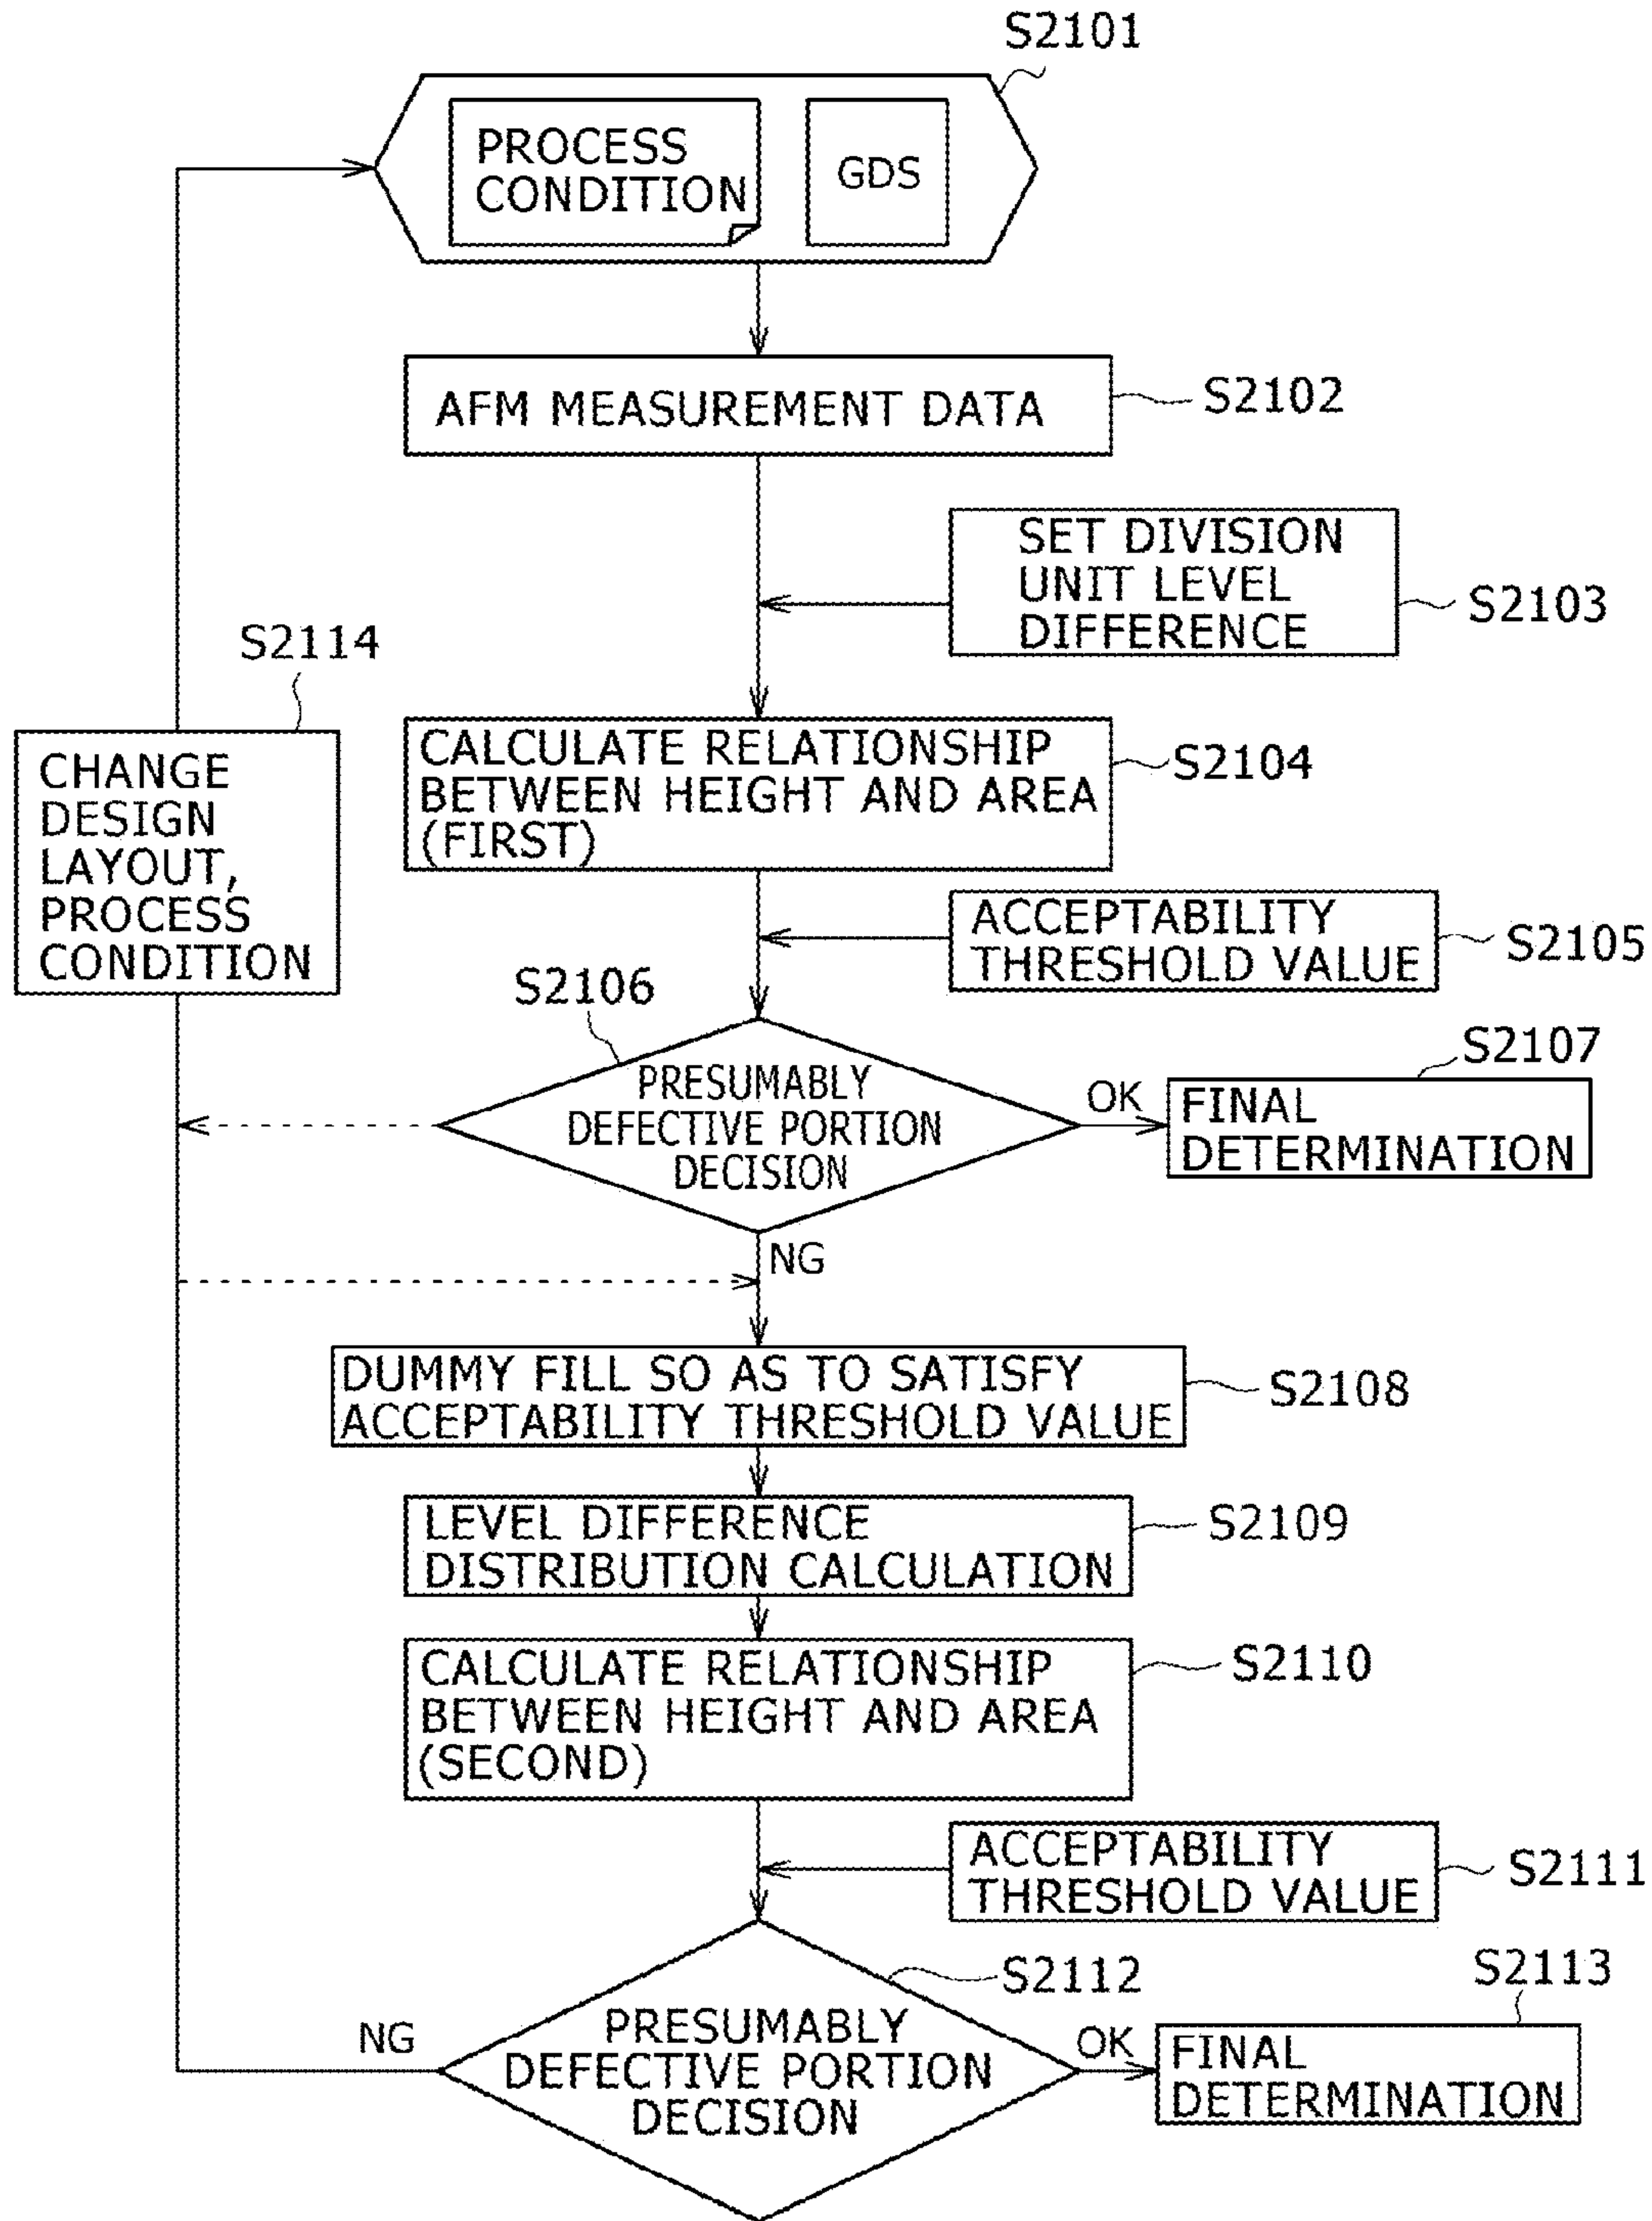 S2101
PROCESS
CONDITION
GDS
AFM MEASUREMENT DATA
S2102
SET DIVISION
UNIT LEVEL
DIFFERENCE
S2103
S2114
CHANGE
DESIGN
LAYOUT,
PROCESS
CONDITION
CALCULATE RELATIONSHIP
BETWEEN HEIGHT AND AREA
(FIRST)
S2104
ACCEPTABILITY
THRESHOLD VALUE
S2105
S2106
PRESUMABLY
DEFECTIVE PORTION
DECISION
OK
S2107
FINAL
DETERMINATION
NG
DUMMY FILL SO AS TO SATISFY
ACCEPTABILITY THRESHOLD VALUE
S2108
LEVEL DIFFERENCE
DISTRIBUTION CALCULATION
S2109
CALCULATE RELATIONSHIP
BETWEEN HEIGHT AND AREA
(SECOND)
S2110
ACCEPTABILITY
THRESHOLD VALUE
S2111
S2112
NG
PRESUMABLY
DEFECTIVE PORTION
DECISION
OK
S2113
FINAL
DETERMINATION